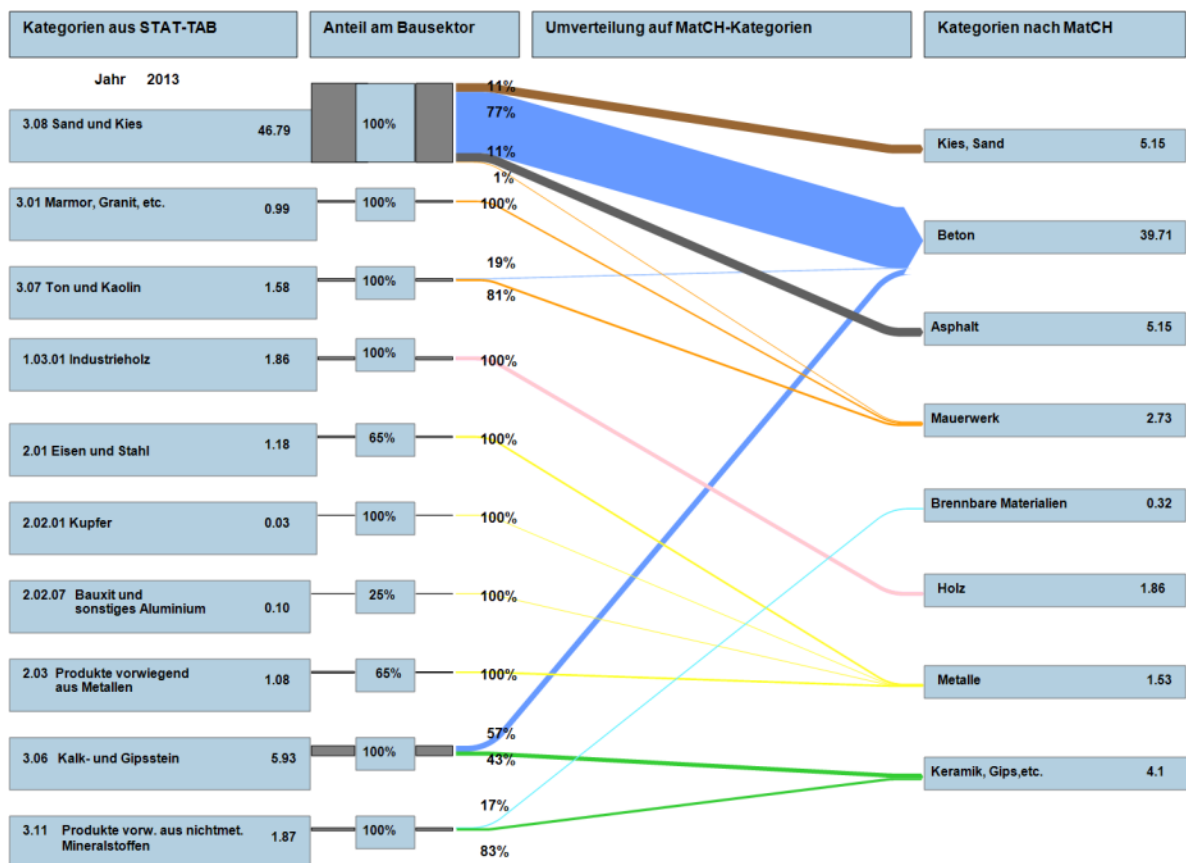 Kategorien aus STAT-TAB
Anteil am Bausektor
Umverteilung auf MatCH-Kategorien
Kategorien nach MatCH
Jahr 2013
3.08 Sand und Kies 46.79
100%
11%
77%
11%
1%
Kies, Sand 5.15
3.01 Marmor, Granit, etc. 0.99
100%
100%
Beton 39.71
3.07 Ton und Kaolin 1.58
100%
19%
81%
Asphalt 5.15
1.03.01 Industrieholz 1.86
100%
100%
Mauerwerk 2.73
2.01 Eisen und Stahl 1.18
65%
100%
Brennbare Materialien 0.32
2.02.01 Kupfer 0.03
100%
100%
Holz 1.86
2.02.07 Bauxit und
sonstiges Aluminium 0.10
25%
100%
Metalle 1.53
2.03 Produkte vorwiegend
aus Metallen 1.08
65%
100%
Keramik, Gips,etc. 4.1
3.06 Kalk- und Gipsstein 5.93
100%
57%
43%
3.11 Produkte vorw. aus nichtmet.
Mineralstoffen 1.87
100%
17%
83%